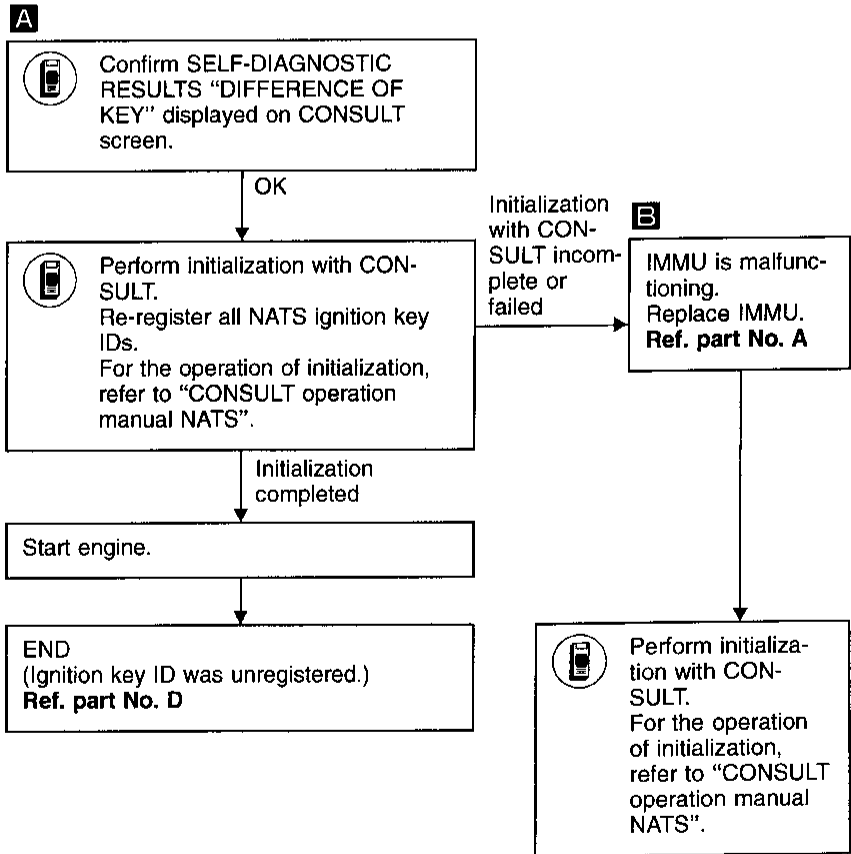 A
Confirm SELF-DIAGNOSTIC
RESULTS “DIFFERENCE OF
KEY” displayed on CONSULT
screen.
OK
Perform initialization with CON-
SULT.
Re-register all NATS ignition key
IDs.
For the operation of initialization,
refer to “CONSULT operation
manual NATS”.
Initialization
with CON-
SULT incom-
plete or
failed
B
IMMU is malfunc-
tioning.
Replace IMMU.
Ref. part No. A
Initialization
completed
Start engine.
END
(Ignition key ID was unregistered.)
Ref. part No. D
Perform initializa-
tion with CON-
SULT.
For the operation
of initialization,
refer to “CONSULT
operation manual
NATS”.